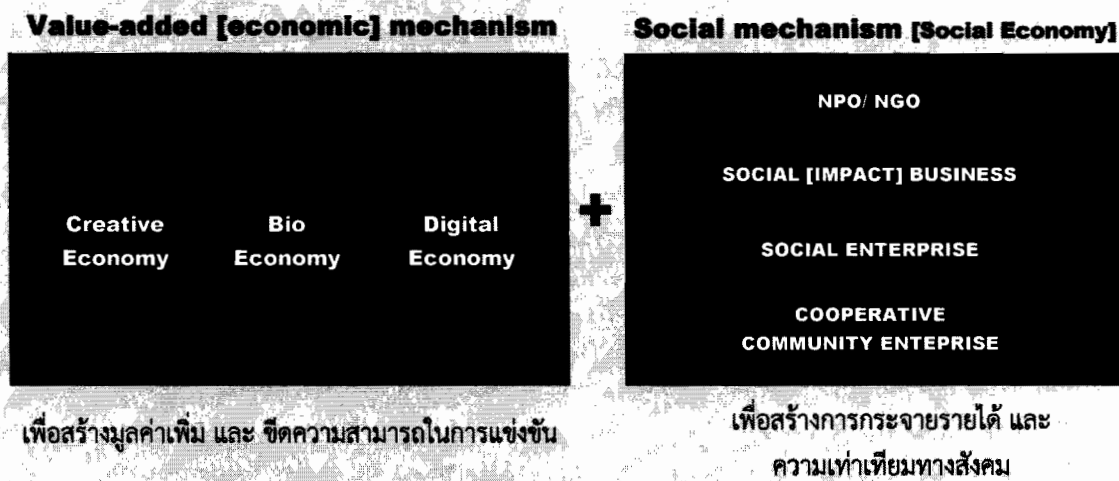 Value-added [economic] mechanism
Creative Bio Digital
Economy Economy Economy
เพื่อสร้างมูลค่าเพิ่ม และ ขีดความสามารถในการแข่งขัน
+
Social mechanism [Social Economy]
NPO/ NGO
SOCIAL [IMPACT] BUSINESS
SOCIAL ENTERPRISE
COOPERATIVE
COMMUNITY ENTEPRISE
เพื่อสร้างการกระจายรายได้ และ
ความเท่าเทียมทางสังคม